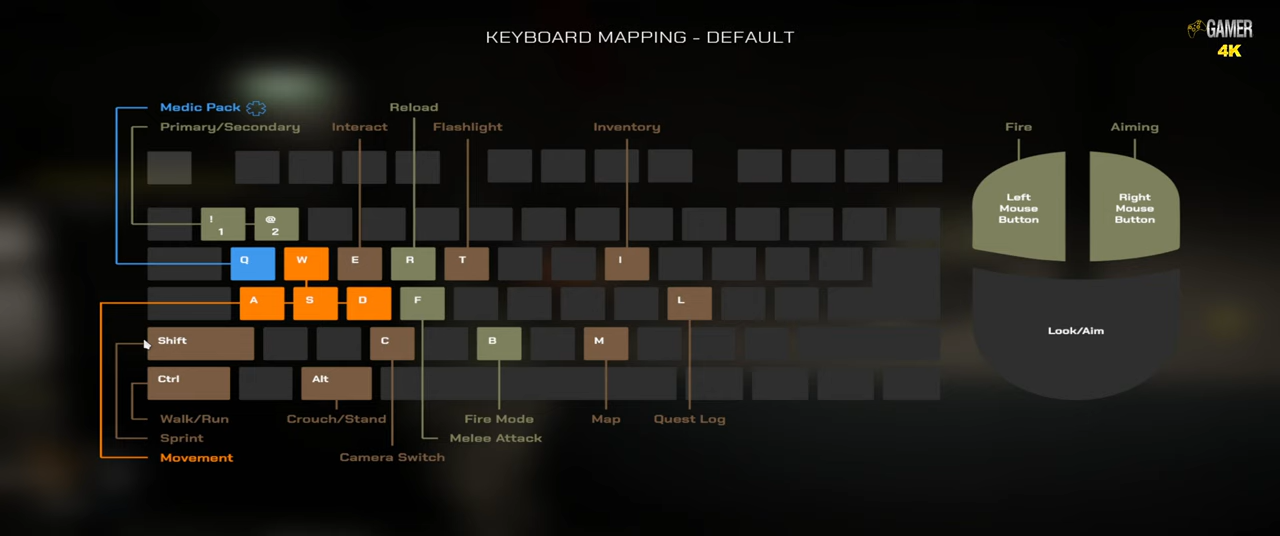 KEYBOARD MAPPING - DEFAULT
GAMER
4K
Medic Pack
Reload
Primary/Secondary
Interact
Flashlight
Inventory
Fire
Aiming
! 1
@ 2
Left Mouse Button
Right Mouse Button
Q
W
E
R
T
I
A
S
D
F
L
Look/Aim
Shift
C
B
M
Ctrl
Alt
Walk/Run
Crouch/Stand
Fire Mode
Map
Quest Log
Sprint
Melee Attack
Movement
Camera Switch